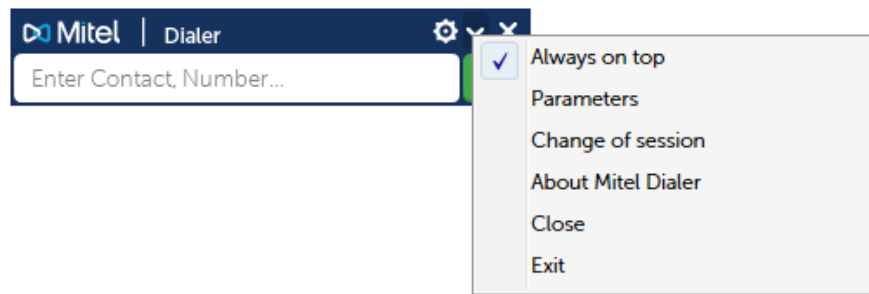 Mitel | Dialer
Enter Contact, Number...
Always on top
Parameters
Change of session
About Mitel Dialer
Close
Exit